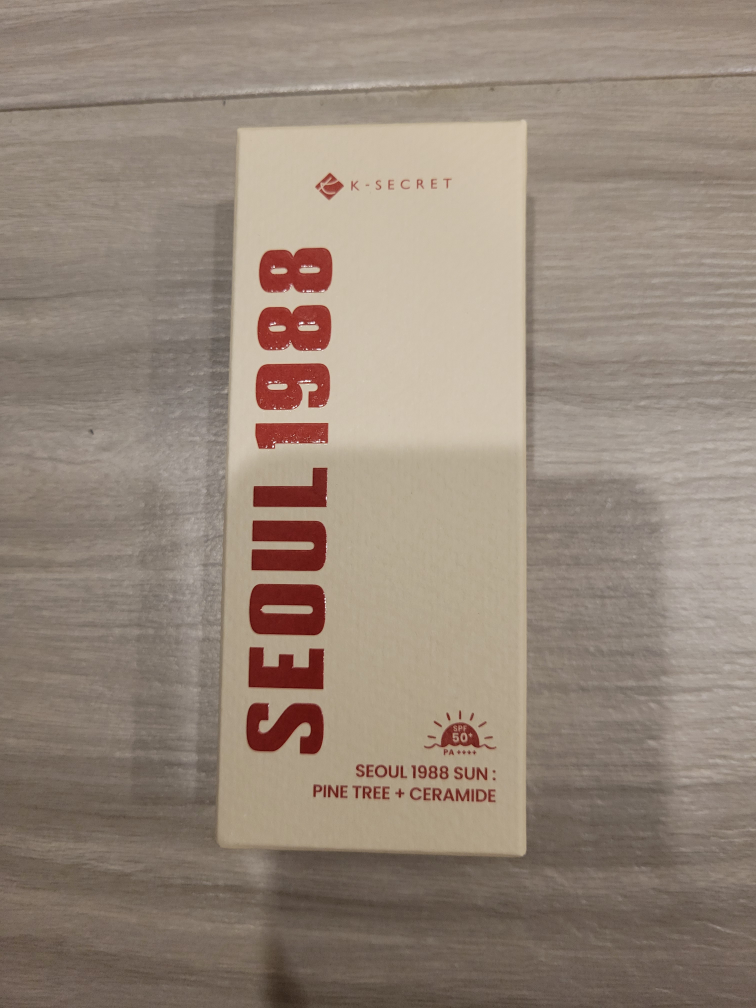 K-SECRET
SEOUL 1988
SPF
50+
PA ++++
SEOUL 1988 SUN :
PINE TREE + CERAMIDE